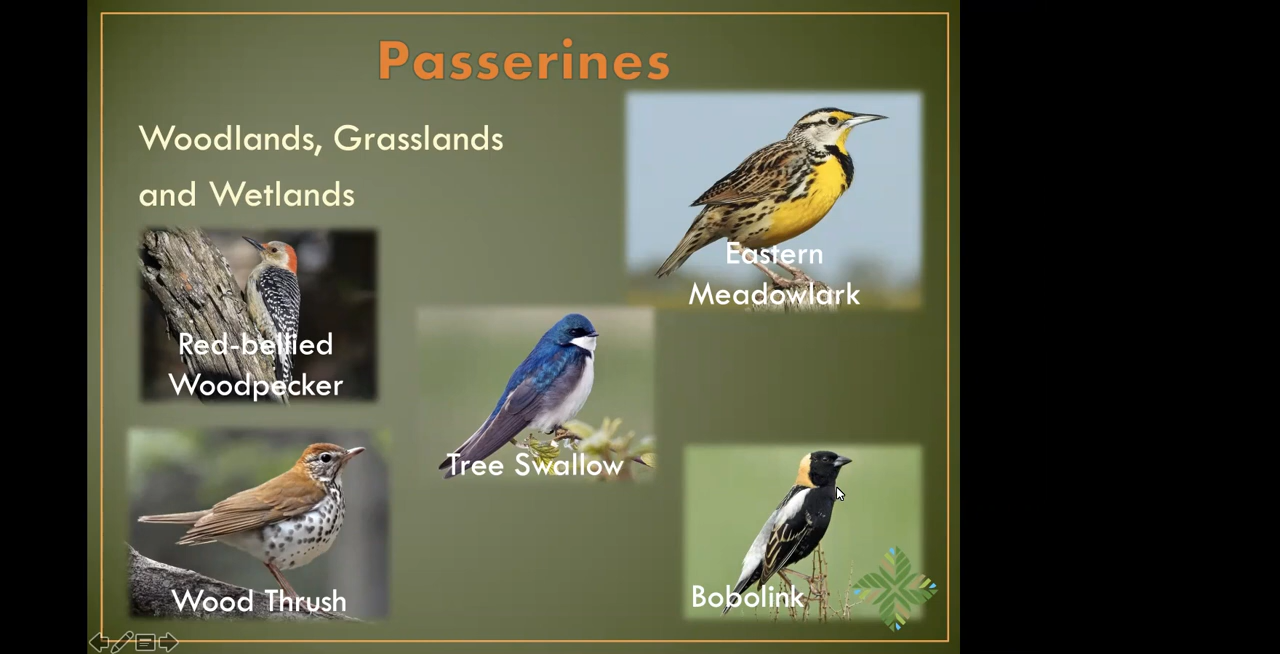 Passerines
Woodlands, Grasslands
and Wetlands
Eastern
Meadowlark
Red-bellied
Woodpecker
Tree Swallow
Wood Thrush
Bobolink